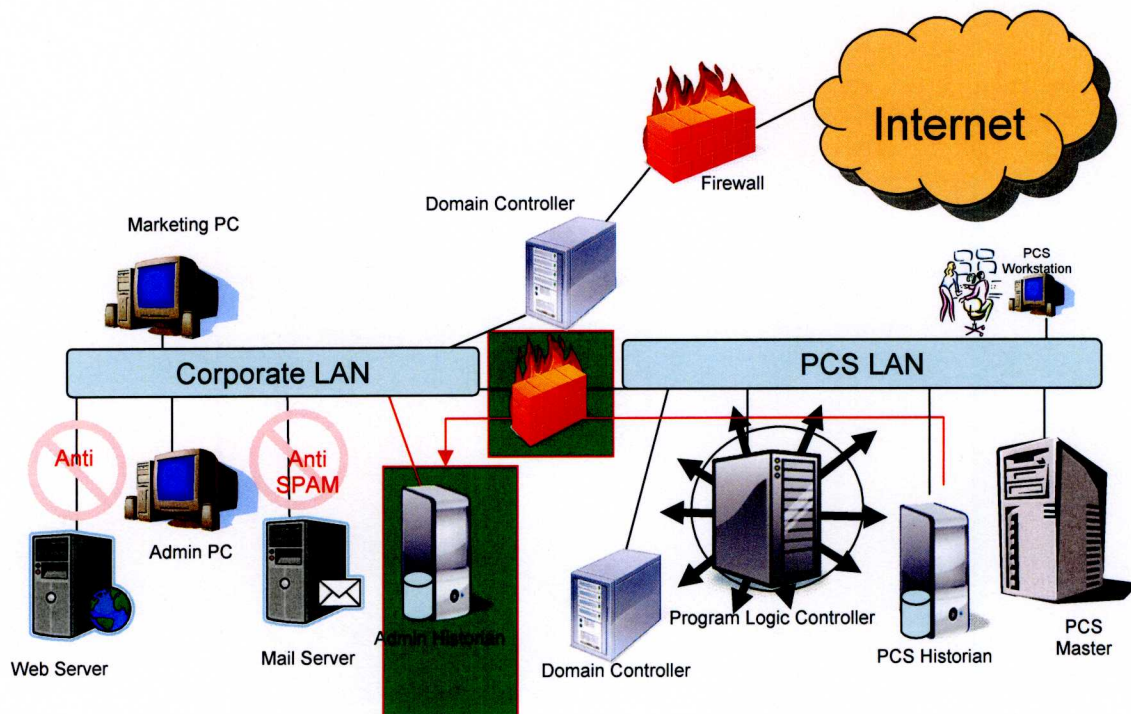 Internet
Firewall
Domain Controller
Marketing PC
PCS
Workstation
Corporate LAN
PCS LAN
Anti
Anti
SPAM
Admin PC
Admin Historian
Program Logic Controller
Web Server
Mail Server
Domain Controller
PCS Historian
PCS
Master